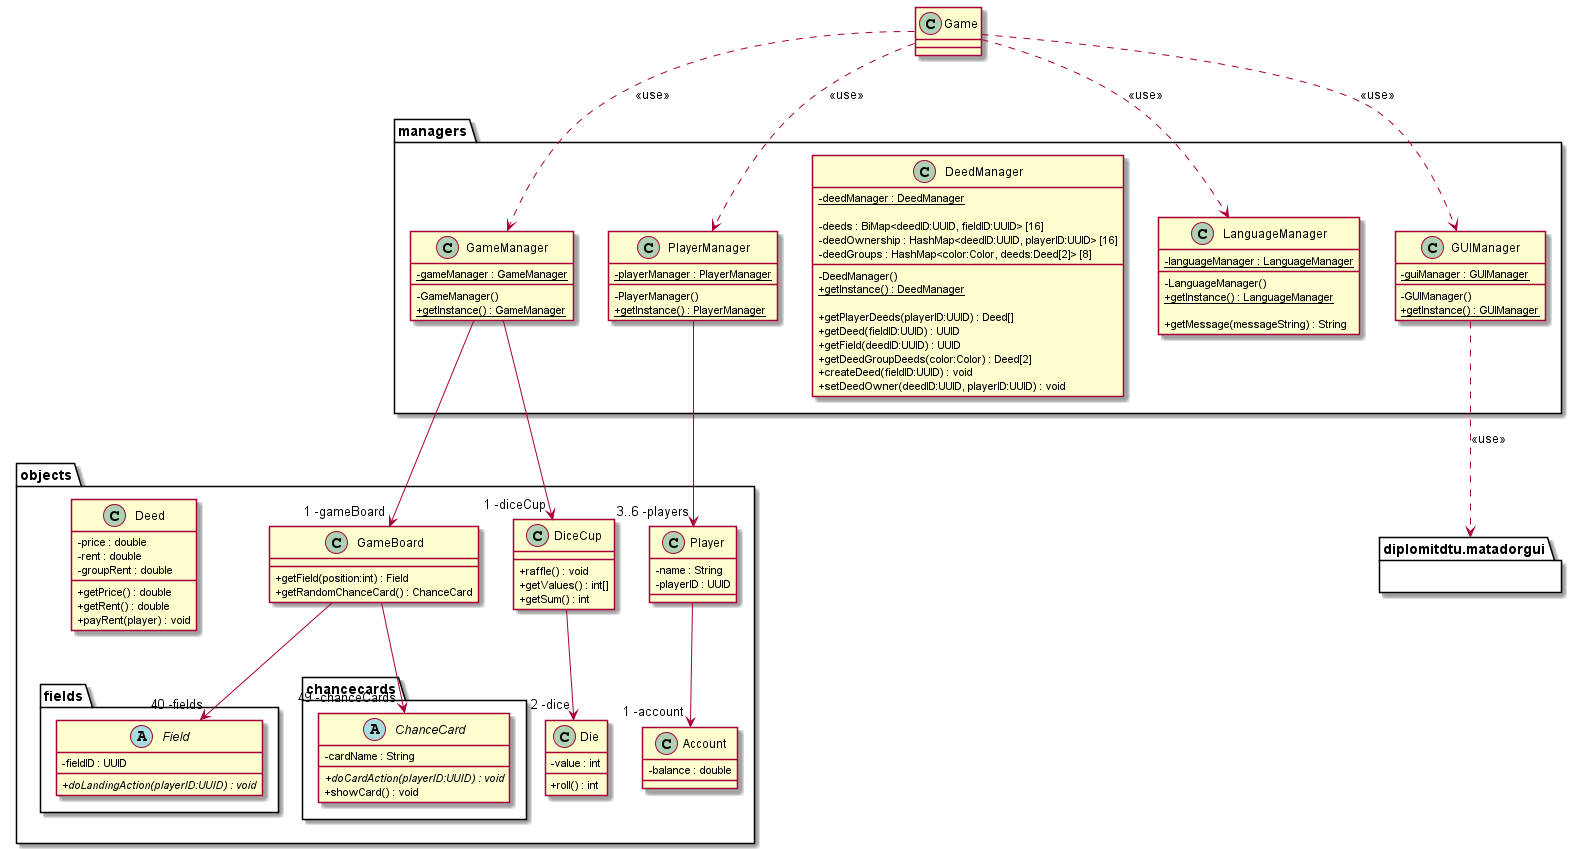 C Game
«use»
«use»
«use»
«use»
managers
C GameManager
-gameManager : GameManager
-GameManager()
+getInstance() : GameManager
C PlayerManager
-playerManager : PlayerManager
-PlayerManager()
+getInstance() : PlayerManager
C DeedManager
-deedManager : DeedManager
-deeds : BiMap<deedID:UUID, fieldID:UUID> [16]
-deedOwnership : HashMap<deedID:UUID, playerID:UUID> [16]
-deedGroups : HashMap<color:Color, deeds:Deed[2]> [8]
-DeedManager()
+getInstance() : DeedManager
+getPlayerDeeds(playerID:UUID) : Deed[]
+getDeed(fieldID:UUID) : UUID
+getField(deedID:UUID) : UUID
+getDeedGroupDeeds(color:Color) : Deed[2]
+createDeed(fieldID:UUID) : void
+setDeedOwner(deedID:UUID, playerID:UUID) : void
C LanguageManager
-languageManager : LanguageManager
-LanguageManager()
+getInstance() : LanguageManager
+getMessage(messageString) : String
C GUIManager
-guiManager : GUIManager
-GUIManager()
+getInstance() : GUIManager
«use»
objects
C Deed
-price : double
-rent : double
-groupRent : double
+getPrice() : double
+getRent() : double
+payRent(player) : void
1 -gameBoard
C GameBoard
+getField(position:int) : Field
+getRandomChanceCard() : ChanceCard
1 -diceCup
C DiceCup
+raffle() : void
+getValues() : int[]
+getSum() : int
3..6 -players
C Player
-name : String
-playerID : UUID
diplomitdtu.matadorgui
fields
40 -fields
A Field
-fieldID : UUID
+doLandingAction(playerID:UUID) : void
chancecards
49 -chanceCards
A ChanceCard
-cardName : String
+doCardAction(playerID:UUID) : void
+showCard() : void
2 -dice
C Die
-value : int
+roll() : int
1 -account
C Account
-balance : double